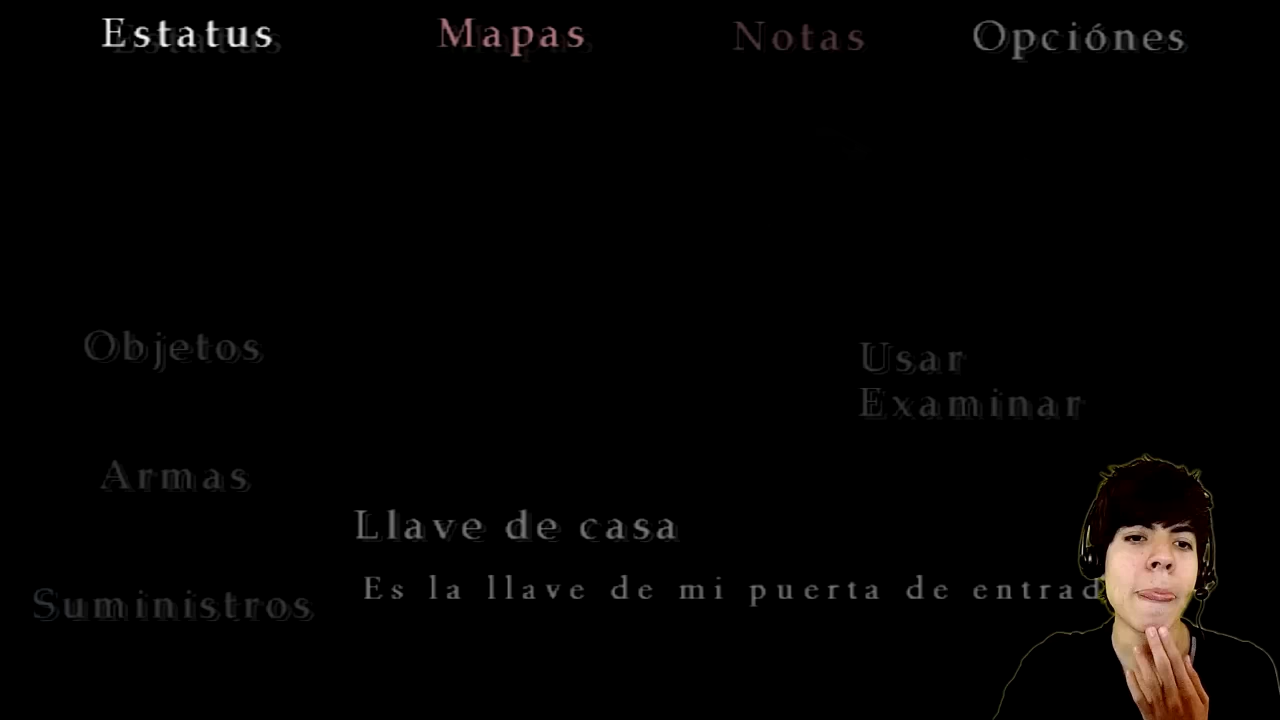 Estatus Mapas Notas Opciónes
Objetos
Usar
Examinar
Armas
Llave de casa
Es la llave de mi puerta de entrad
Suministros